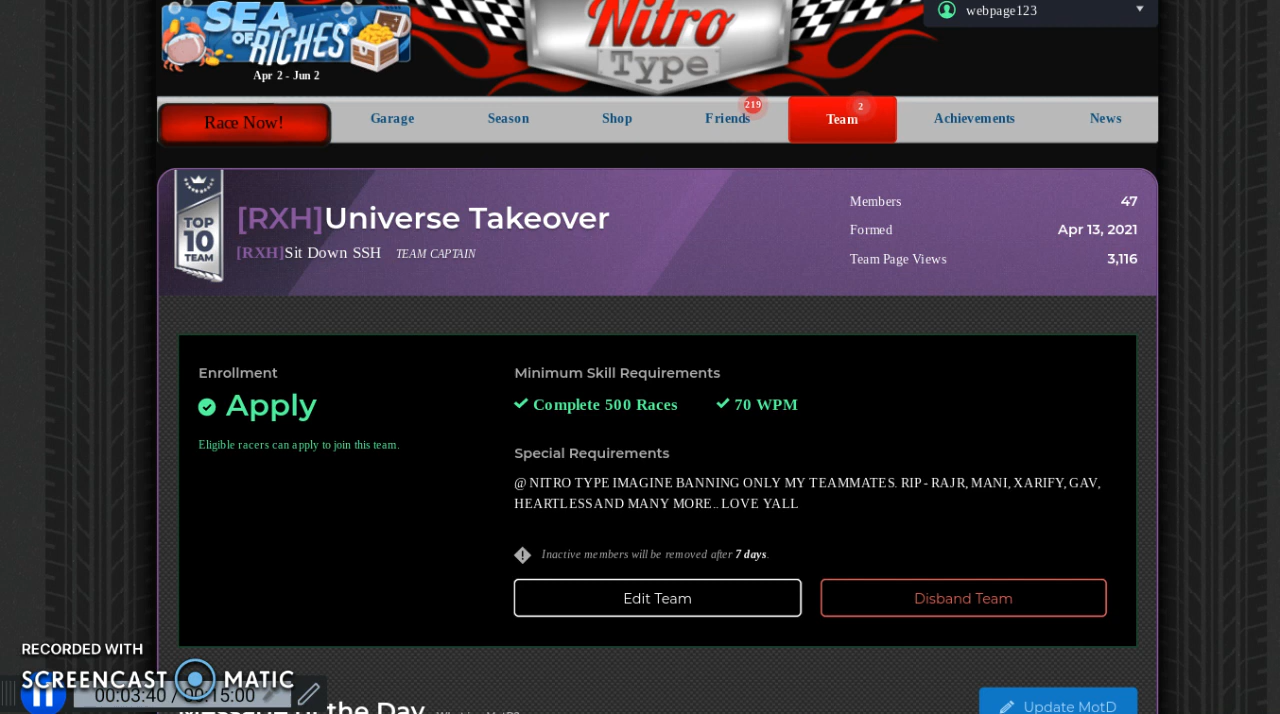 SEA
OF
RICHES
Apr 2 - Jun 2
Nitro
Type
webpage123
Race Now!
Garage
Season
Shop
Friends
219
Team
2
Achievements
News
TOP
10
TEAM
[RXH]Universe Takeover
[RXH]Sit Down SSH TEAM CAPTAIN
Members 47
Formed Apr 13, 2021
Team Page Views 3,116
Enrollment
Apply
Eligible racers can apply to join this team.
Minimum Skill Requirements
Complete 500 Races 70 WPM
Special Requirements
@ NITRO TYPE IMAGINE BANNING ONLY MY TEAMMATES. RIP - RAJR, MANI, XARIFY, GAV,
HEARTLESS AND MANY MORE.. LOVE YALL
Inactive members will be removed after 7 days.
Edit Team
Disband Team
RECORDED WITH
SCREENCAST MATIC
00:03:40 / 00:15:00
the Day
Update MotD